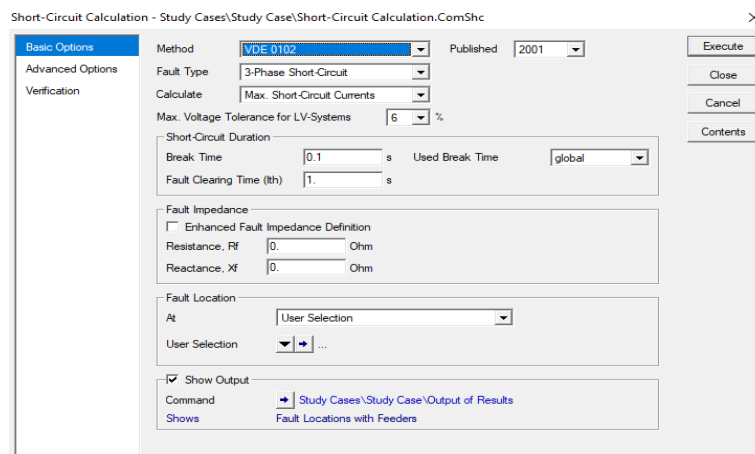 Short-Circuit Calculation - Study Cases\Study Case\Short-Circuit Calculation.ComShc
Basic Options
Advanced Options
Verification
Method VDE 0102 Published 2001
Fault Type 3-Phase Short-Circuit
Calculate Max. Short-Circuit Currents
Max. Voltage Tolerance for LV-Systems 6 %
Short-Circuit Duration
Break Time 0.1 s Used Break Time global
Fault Clearing Time (Ith) 1. s
Fault Impedance
Enhanced Fault Impedance Definition
Resistance, Rf 0. Ohm
Reactance, Xf 0. Ohm
Fault Location
At User Selection
User Selection ...
Show Output
Command Study Cases\Study Case\Output of Results
Shows Fault Locations with Feeders
Execute
Close
Cancel
Contents